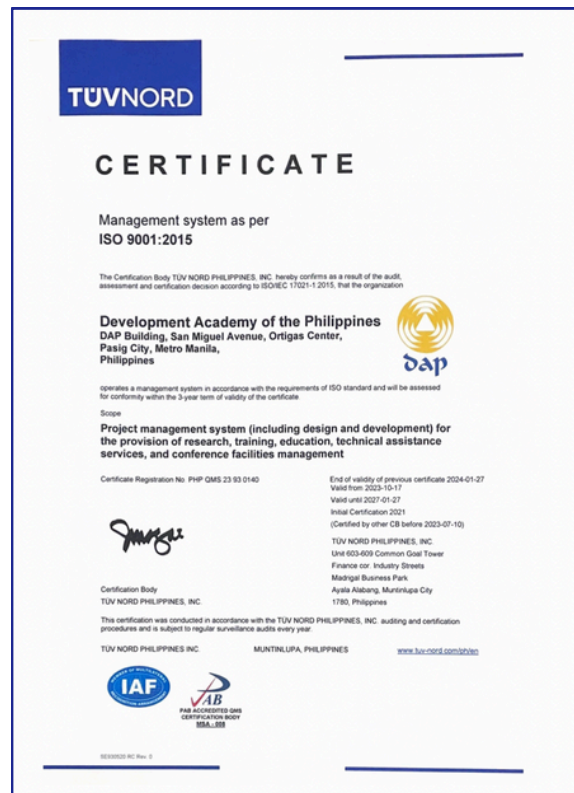 TÜVNORD
CERTIFICATE
Management system as per
ISO 9001:2015
The Certification Body TÜV NORD PHILIPPINES, INC. hereby confirms as a result of the audit,
assessment and certification decision according to ISO/IEC 17021-1:2015, that the organization
Development Academy of the Philippines
DAP Building, San Miguel Avenue, Ortigas Center,
Pasig City, Metro Manila,
Philippines
dap
operates a management system in accordance with the requirements of ISO standard and will be assessed
for conformity within the 3-year term of validity of the certificate
Scope
Project management system (including design and development) for
the provision of research, training, education, technical assistance
services, and conference facilities management
Certificate Registration No. PHP QMS 23 93 0140
End of validity of previous certificate 2024-01-27
Valid from 2023-10-17
Valid until 2027-01-27
Initial Certification 2021
(Certified by other CB before 2023-07-10)
TÜV NORD PHILIPPINES, INC.
Unit 603-609 Common Goal Tower
Finance cor. Industry Streets
Madrigal Business Park
Ayala Alabang, Muntinlupa City
1780, Philippines
Certification Body
TÜV NORD PHILIPPINES, INC.
This certification was conducted in accordance with the TÜV NORD PHILIPPINES, INC. auditing and certification
procedures and is subject to regular surveillance audits every year.
TÜV NORD PHILIPPINES INC.
MUNTINLUPA, PHILIPPINES
www.tuv-nord.com/ph/en
IAF
PAB
PAB ACCREDITED QMS
CERTIFICATION BODY
MSA - 008